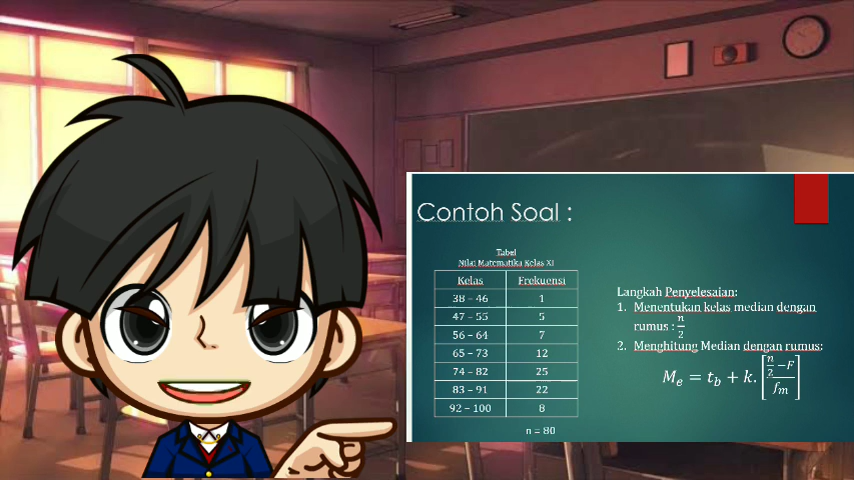 Contoh Soal :
Tabel
Nilai Matematika Kelas XI
Kelas Frekuensi
38 – 46 1
47 – 55 5
56 – 64 7
65 – 73 12
74 – 82 25
83 – 91 22
92 – 100 8
n = 80
Langkah Penyelesaian:
1. Menentukan kelas median dengan
rumus : n/2
2. Menghitung Median dengan rumus:
Mₑ = t_b + k. [(n/2 − F)/f_m]